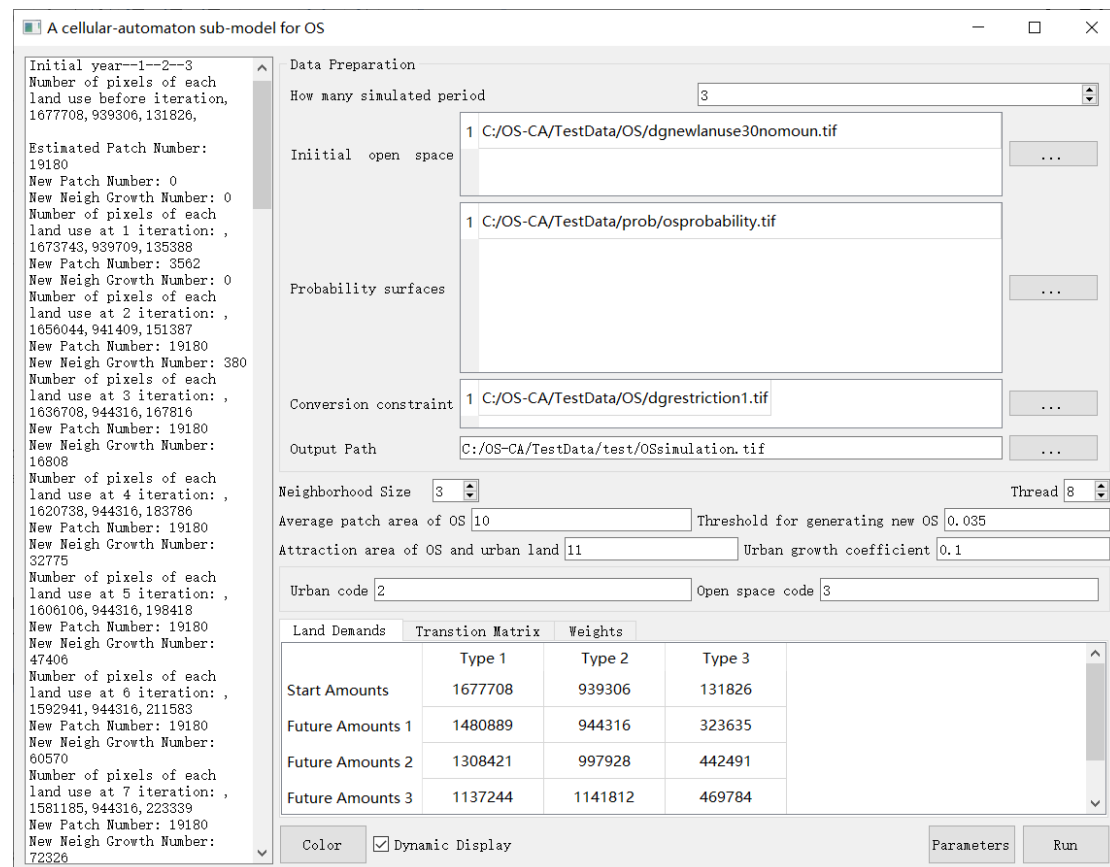 A cellular-automaton sub-model for OS
Initial year--1--2--3
Number of pixels of each
land use before iteration,
1677708,939306,131826,
Estimated Patch Number:
19180
New Patch Number: 0
New Neigh Growth Number: 0
Number of pixels of each
land use at 1 iteration: ,
1673743,939709,135388
New Patch Number: 3562
New Neigh Growth Number: 0
Number of pixels of each
land use at 2 iteration: ,
1656044,941409,151387
New Patch Number: 19180
New Neigh Growth Number: 380
Number of pixels of each
land use at 3 iteration: ,
1636708,944316,167816
New Patch Number: 19180
New Neigh Growth Number:
16808
Number of pixels of each
land use at 4 iteration: ,
1620738,944316,183786
New Patch Number: 19180
New Neigh Growth Number:
32775
Number of pixels of each
land use at 5 iteration: ,
1606106,944316,198418
New Patch Number: 19180
New Neigh Growth Number:
47406
Number of pixels of each
land use at 6 iteration: ,
1592941,944316,211583
New Patch Number: 19180
New Neigh Growth Number:
60570
Number of pixels of each
land use at 7 iteration: ,
1581185,944316,223339
New Patch Number: 19180
New Neigh Growth Number:
72326
Data Preparation
How many simulated period 3
Iniitial open space 1 C:/OS-CA/TestData/OS/dgnewlanuse30nomoun.tif ...
Probability surfaces 1 C:/OS-CA/TestData/prob/osprobability.tif ...
Conversion constraint 1 C:/OS-CA/TestData/OS/dgrestriction1.tif ...
Output Path C:/OS-CA/TestData/test/OSsimulation.tif ...
Neighborhood Size 3 Thread 8
Average patch area of OS 10 Threshold for generating new OS 0.035
Attraction area of OS and urban land 11 Urban growth coefficient 0.1
Urban code 2 Open space code 3
Land Demands Transtion Matrix Weights
Type 1 Type 2 Type 3
Start Amounts 1677708 939306 131826
Future Amounts 1 1480889 944316 323635
Future Amounts 2 1308421 997928 442491
Future Amounts 3 1137244 1141812 469784
Color Dynamic Display Parameters Run